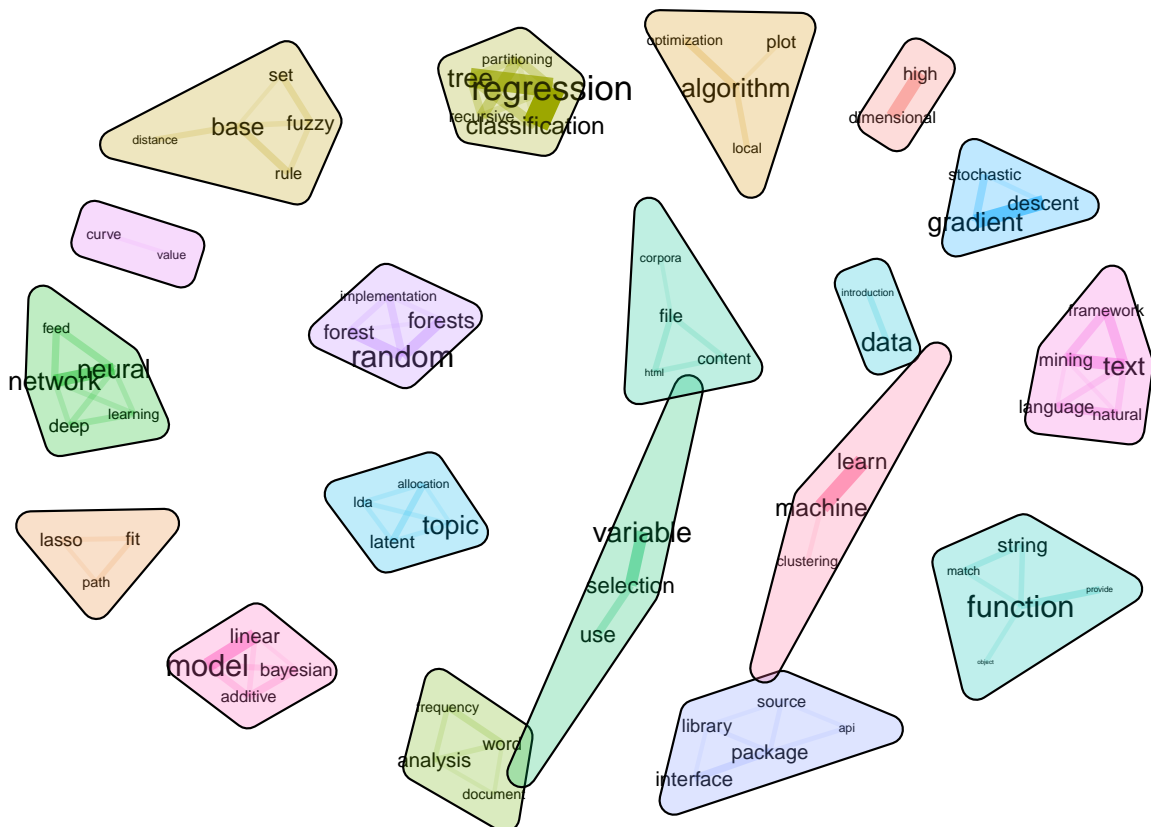 set
base
fuzzy
distance
rule
partitioning
tree
regression
recursive
classification
optimization
plot
algorithm
local
high
dimensional
stochastic
descent
gradient
curve
value
implementation
forest
forests
random
corpora
file
content
html
introduction
data
framework
mining
text
language
natural
feed
neural
network
learning
deep
allocation
lda
topic
latent
lasso
fit
path
variable
selection
use
learn
machine
clustering
string
match
provide
function
object
linear
model
bayesian
additive
frequency
word
analysis
document
source
library
api
package
interface